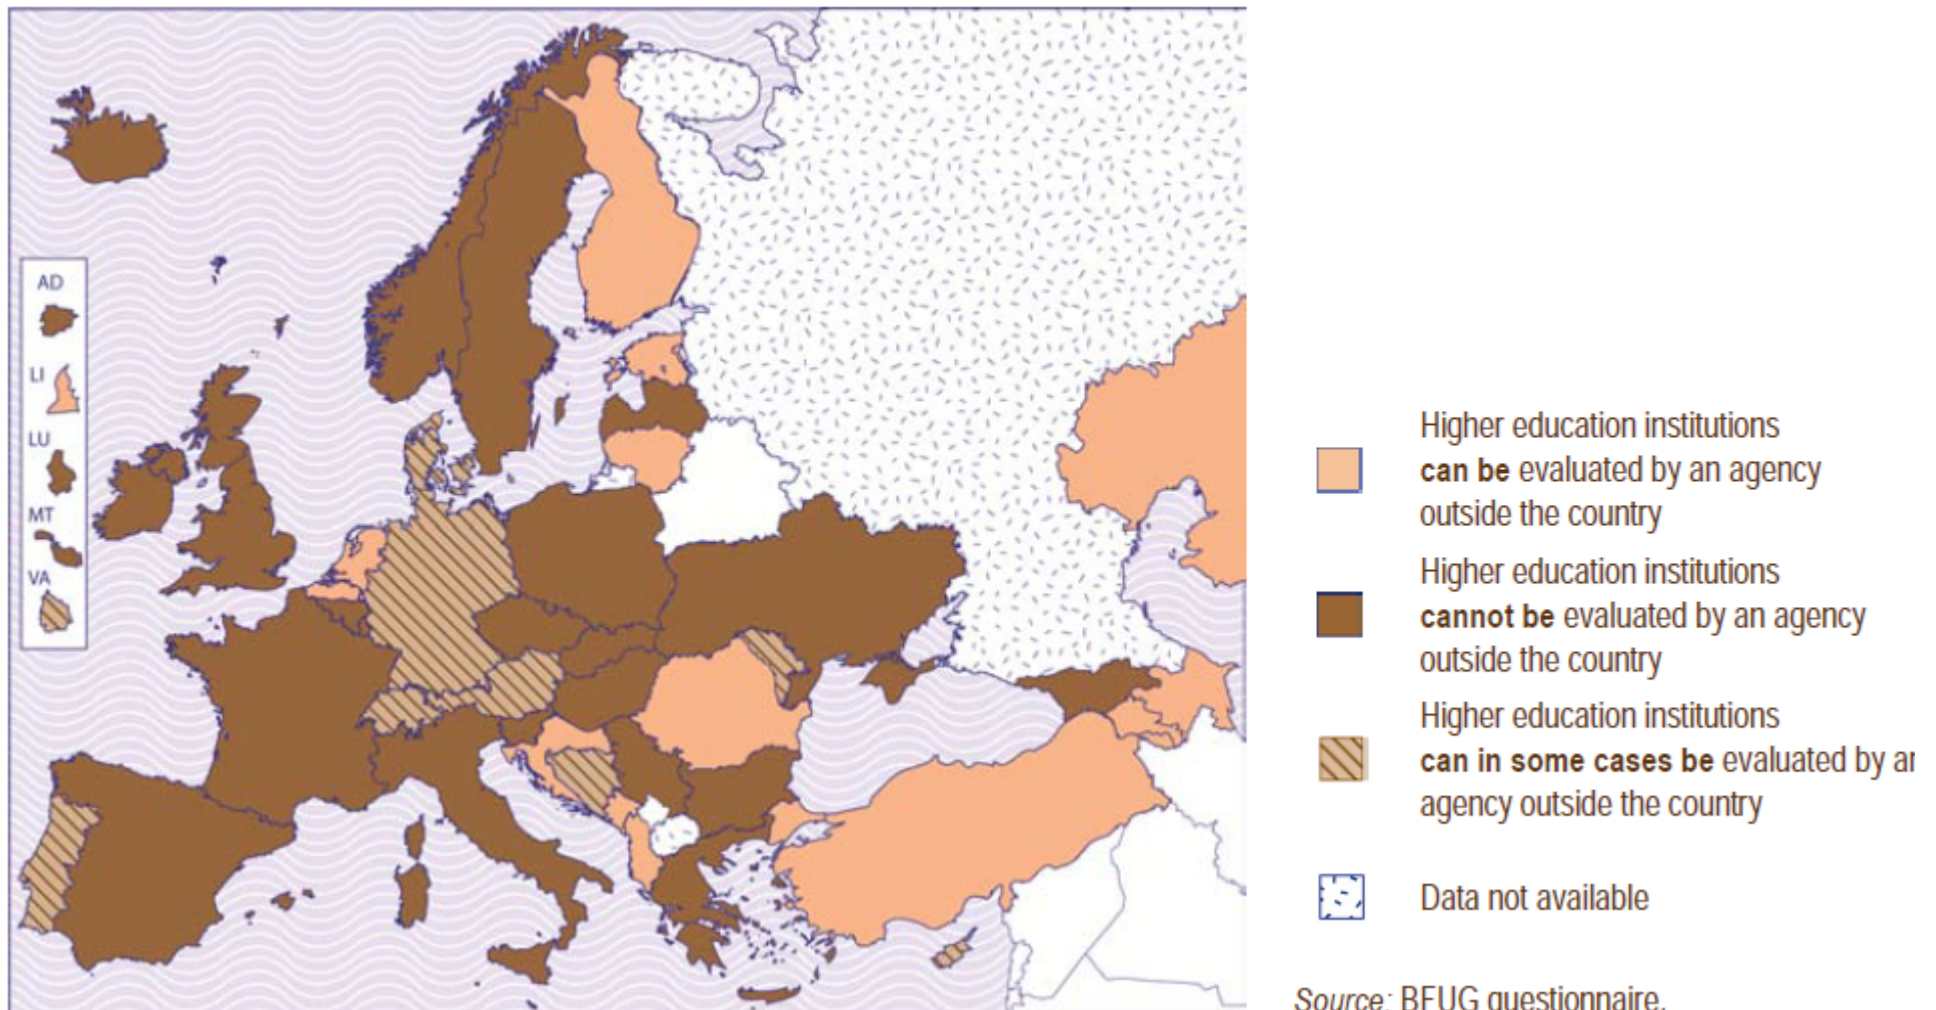 AD
LI
LU
MT
VA
Higher education institutions
can be evaluated by an agency
outside the country
Higher education institutions
cannot be evaluated by an agency
outside the country
Higher education institutions
can in some cases be evaluated by an
agency outside the country
Data not available
Source: BFUG questionnaire.